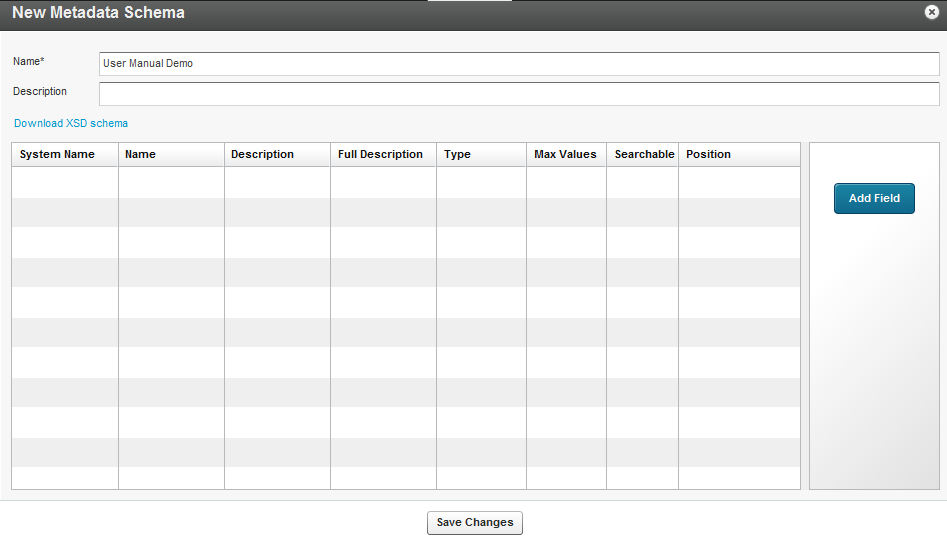 New Metadata Schema
Name*
User Manual Demo
Description
Download XSD schema
System Name Name Description Full Description Type Max Values Searchable Position
Add Field
Save Changes